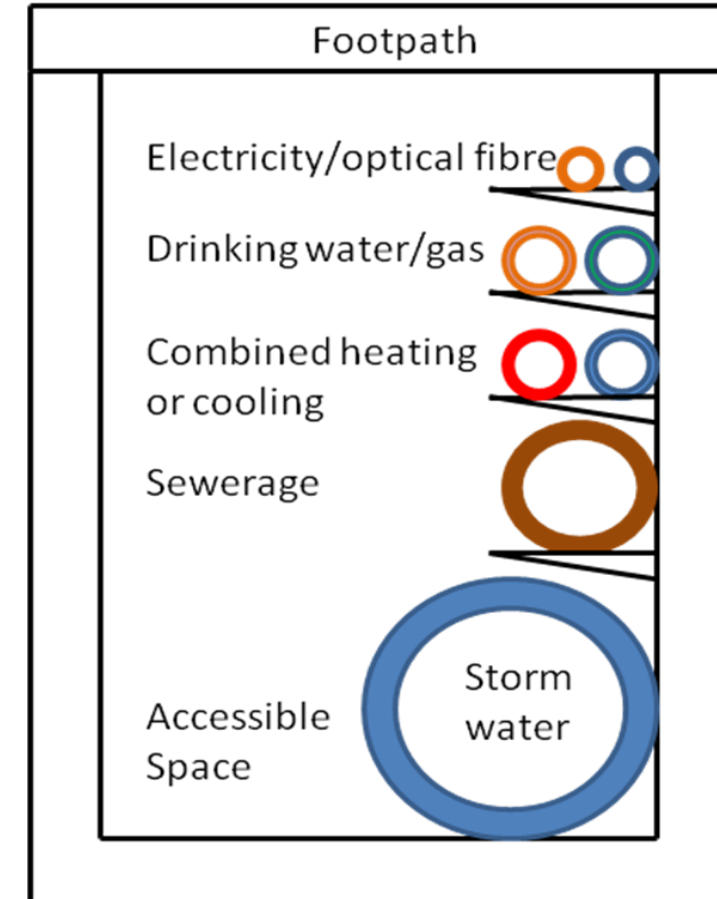 Footpath
Electricity/optical fibre
Drinking water/gas
Combined heating
or cooling
Sewerage
Storm
water
Accessible
Space